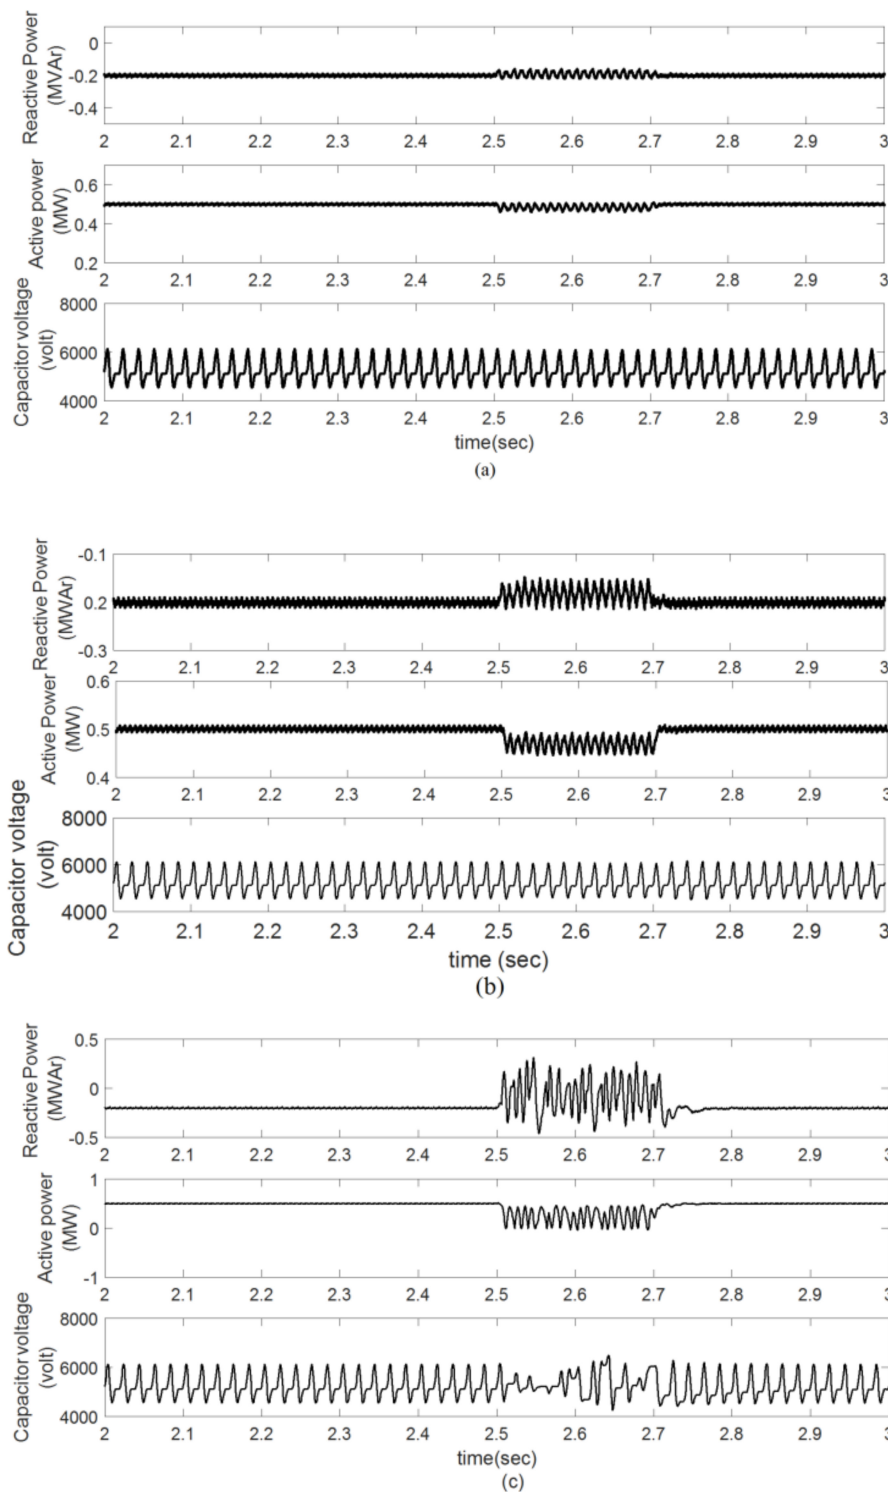 Reactive Power
(MVAr)
0
-0.2
-0.4
2 2.1 2.2 2.3 2.4 2.5 2.6 2.7 2.8 2.9 3
Active power
(MW)
0.6
0.4
0.2
2 2.1 2.2 2.3 2.4 2.5 2.6 2.7 2.8 2.9 3
Capacitor voltage
(volt)
8000
6000
4000
2 2.1 2.2 2.3 2.4 2.5 2.6 2.7 2.8 2.9 3
time(sec)
(a)
Reactive Power
(MWAr)
-0.1
0.2
-0.3
2 2.1 2.2 2.3 2.4 2.5 2.6 2.7 2.8 2.9 3
Active Power
(MW)
0.6
0.5
0.4
2 2.1 2.2 2.3 2.4 2.5 2.6 2.7 2.8 2.9 3
Capacitor voltage
(volt)
8000
6000
4000
2 2.1 2.2 2.3 2.4 2.5 2.6 2.7 2.8 2.9 3
time (sec)
(b)
Reactive Power
(MWAr)
0.5
0
-0.5
2 2.1 2.2 2.3 2.4 2.5 2.6 2.7 2.8 2.9 3
Active power
(MW)
1
0
-1
2 2.1 2.2 2.3 2.4 2.5 2.6 2.7 2.8 2.9 3
Capacitor voltage
(volt)
8000
6000
4000
2 2.1 2.2 2.3 2.4 2.5 2.6 2.7 2.8 2.9 3
time(sec)
(c)